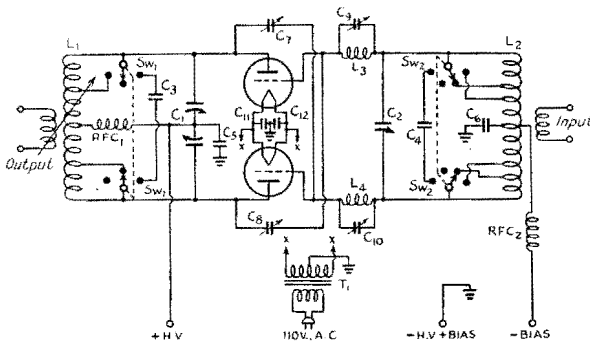 L1
Sw1
C3
RFC1
C1
C5
Output
Sw1
C7
C11
C12
x
x
C8
C9
L3
C2
L4
C10
Sw2
C4
C6
Sw2
L2
Input
RFC2
x
x
T1
+H.V.
110V. A.C
-H.V +BIAS
-BIAS